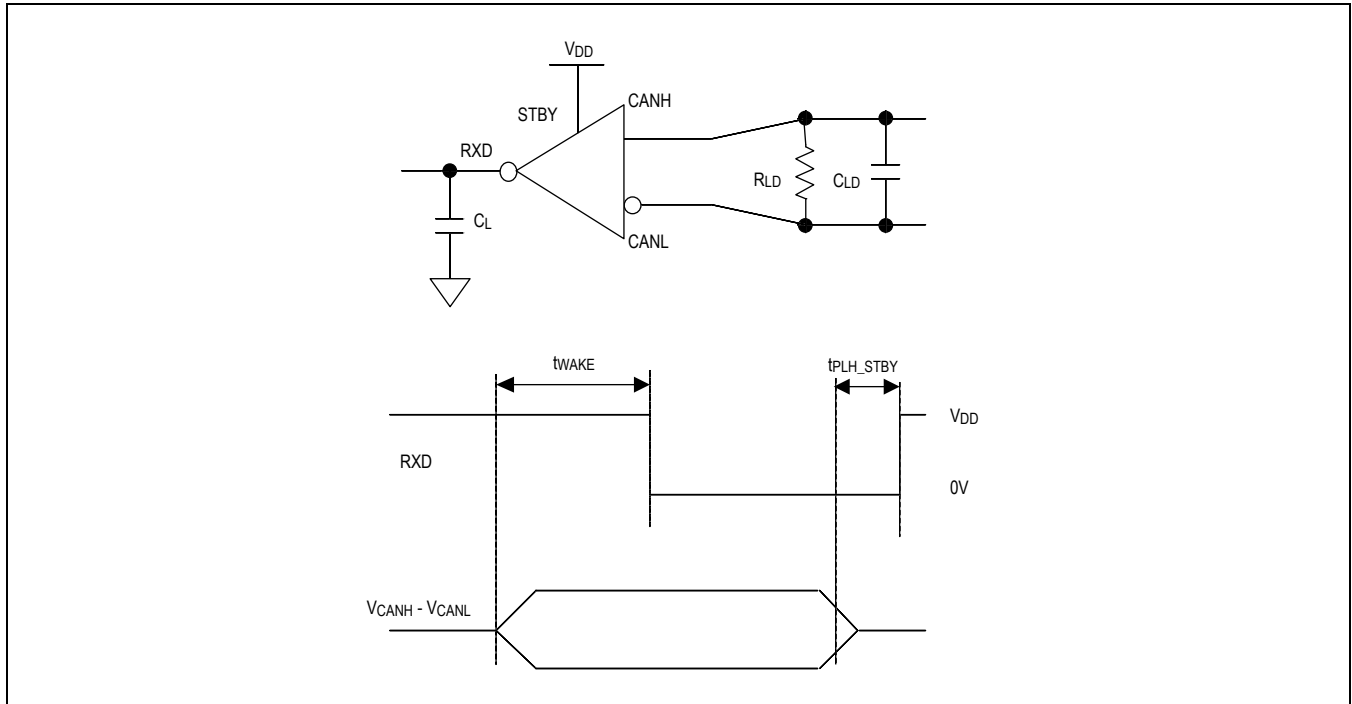 VDD
STBY
CANH
RXD
RLD
CLD
CL
CANL
tWAKE
tPLH_STBY
VDD
RXD
0V
VCANH - VCANL